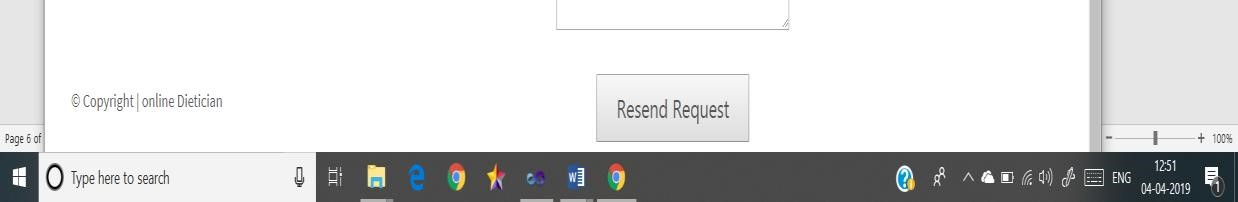 © Copyright | online Dietician
Resend Request
Page 6 of
100%
Type here to search
ENG
12:51
04-04-2019
1